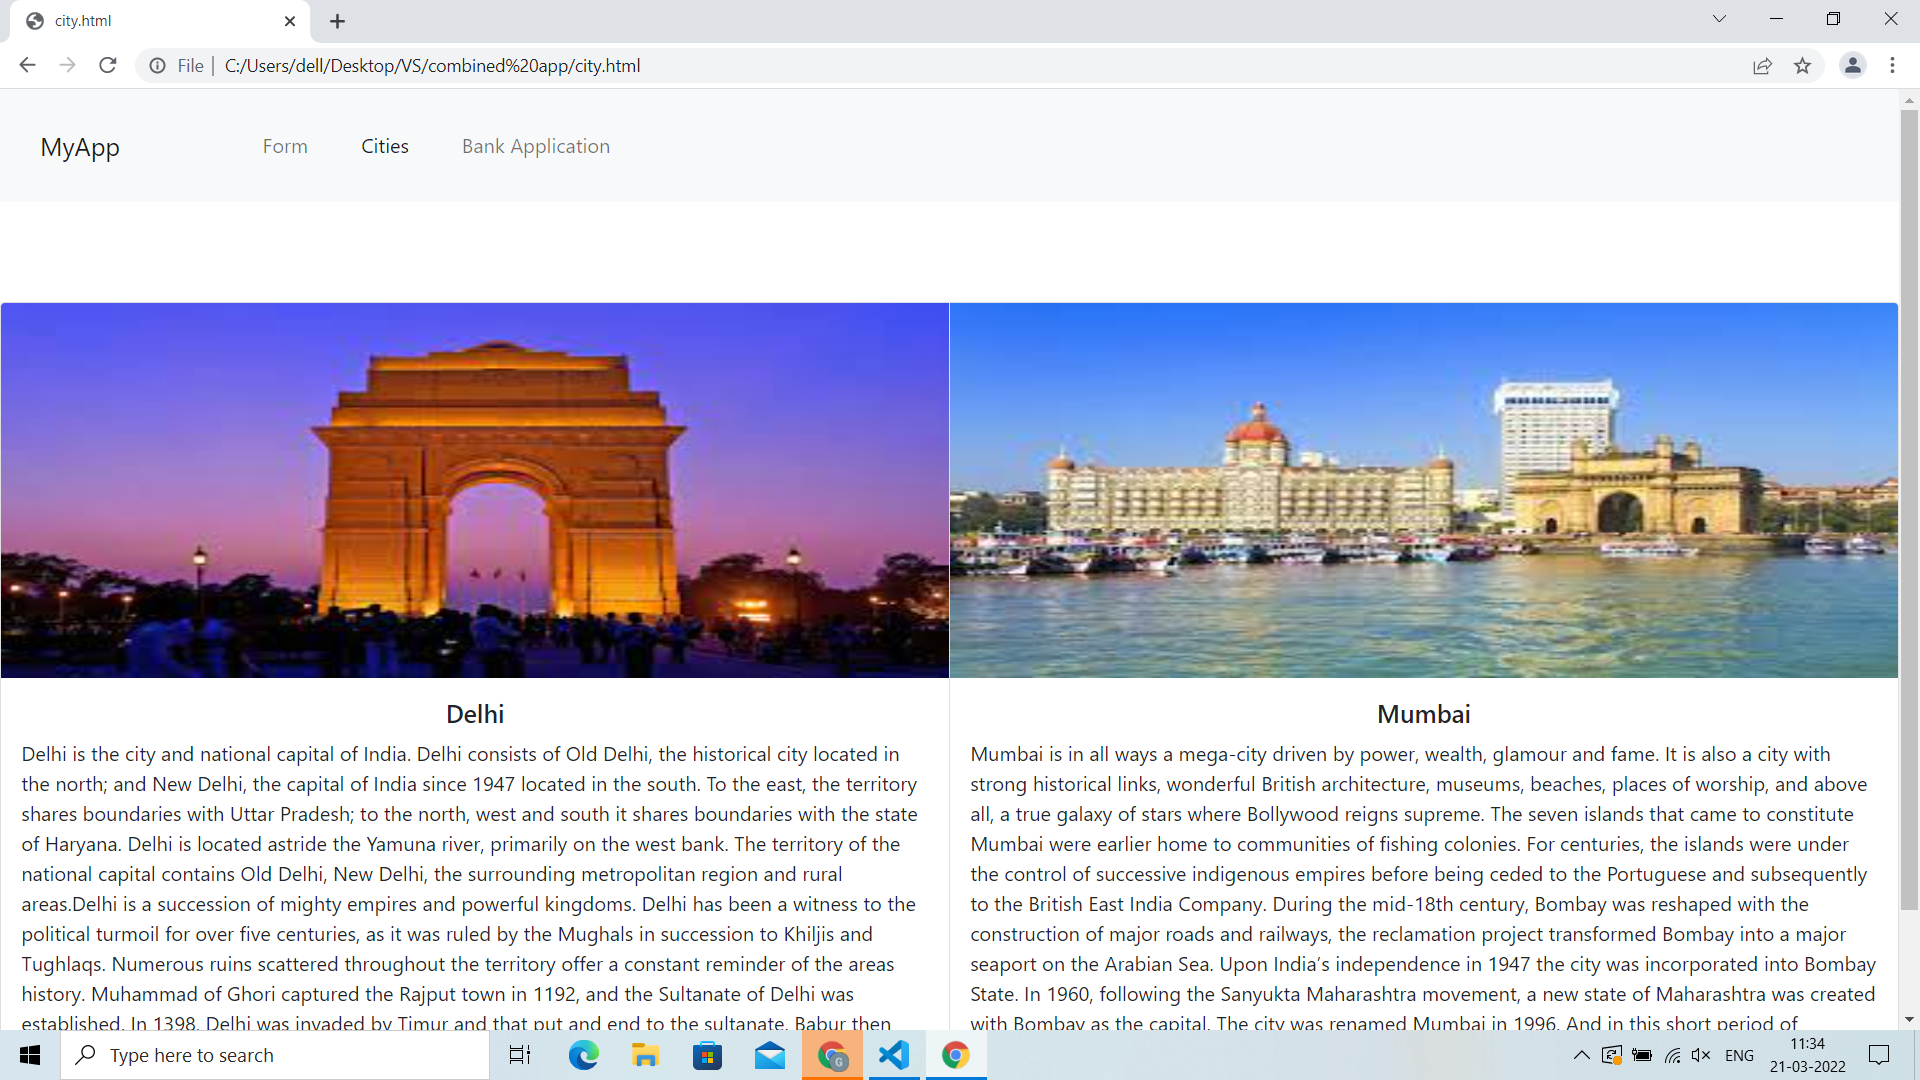 city.html
File | C:/Users/dell/Desktop/VS/combined%20app/city.html
MyApp Form Cities Bank Application
Delhi
Delhi is the city and national capital of India. Delhi consists of Old Delhi, the historical city located in
the north; and New Delhi, the capital of India since 1947 located in the south. To the east, the territory
shares boundaries with Uttar Pradesh; to the north, west and south it shares boundaries with the state
of Haryana. Delhi is located astride the Yamuna river, primarily on the west bank. The territory of the
national capital contains Old Delhi, New Delhi, the surrounding metropolitan region and rural
areas.Delhi is a succession of mighty empires and powerful kingdoms. Delhi has been a witness to the
political turmoil for over five centuries, as it was ruled by the Mughals in succession to Khiljis and
Tughlaqs. Numerous ruins scattered throughout the territory offer a constant reminder of the areas
history. Muhammad of Ghori captured the Rajput town in 1192, and the Sultanate of Delhi was
established. In 1398, Delhi was invaded by Timur and that put and end to the sultanate. Babur then
Mumbai
Mumbai is in all ways a mega-city driven by power, wealth, glamour and fame. It is also a city with
strong historical links, wonderful British architecture, museums, beaches, places of worship, and above
all, a true galaxy of stars where Bollywood reigns supreme. The seven islands that came to constitute
Mumbai were earlier home to communities of fishing colonies. For centuries, the islands were under
the control of successive indigenous empires before being ceded to the Portuguese and subsequently
to the British East India Company. During the mid-18th century, Bombay was reshaped with the
construction of major roads and railways, the reclamation project transformed Bombay into a major
seaport on the Arabian Sea. Upon India’s independence in 1947 the city was incorporated into Bombay
State. In 1960, following the Sanyukta Maharashtra movement, a new state of Maharashtra was created
with Bombay as the capital. The city was renamed Mumbai in 1996. And in this short period of
Type here to search
G
ENG
11:34
21-03-2022